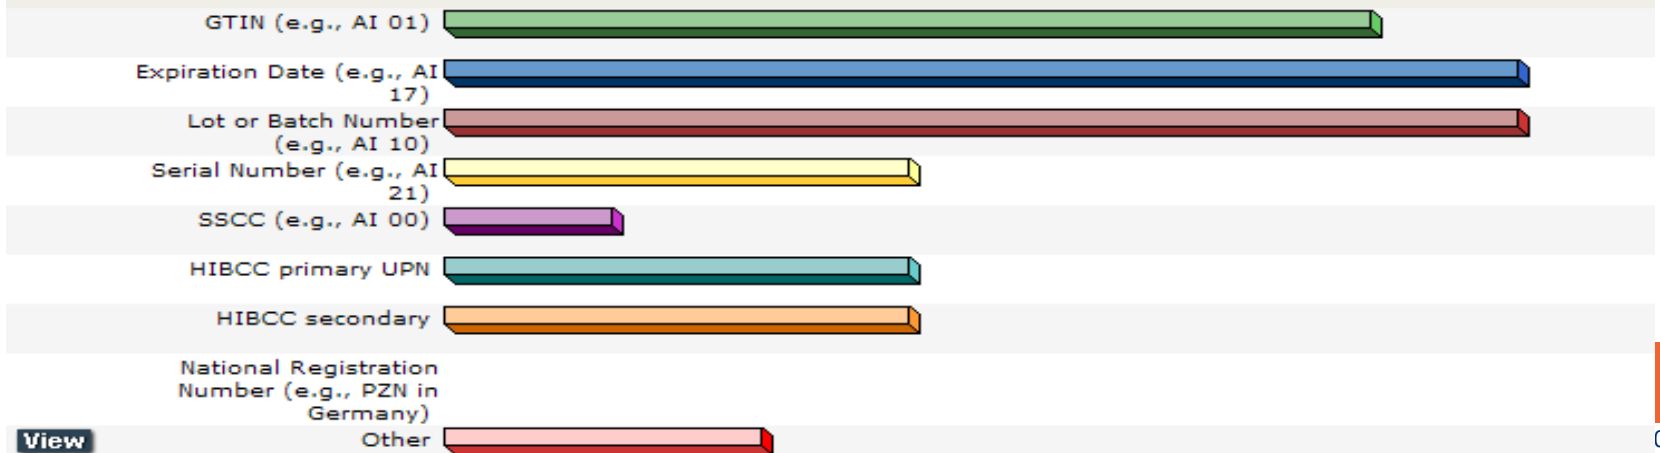 GTIN (e.g., AI 01)
Expiration Date (e.g., AI
17)
Lot or Batch Number
(e.g., AI 10)
Serial Number (e.g., AI
21)
SSCC (e.g., AI 00)
HIBCC primary UPN
HIBCC secondary
National Registration
Number (e.g., PZN in
Germany)
View
Other